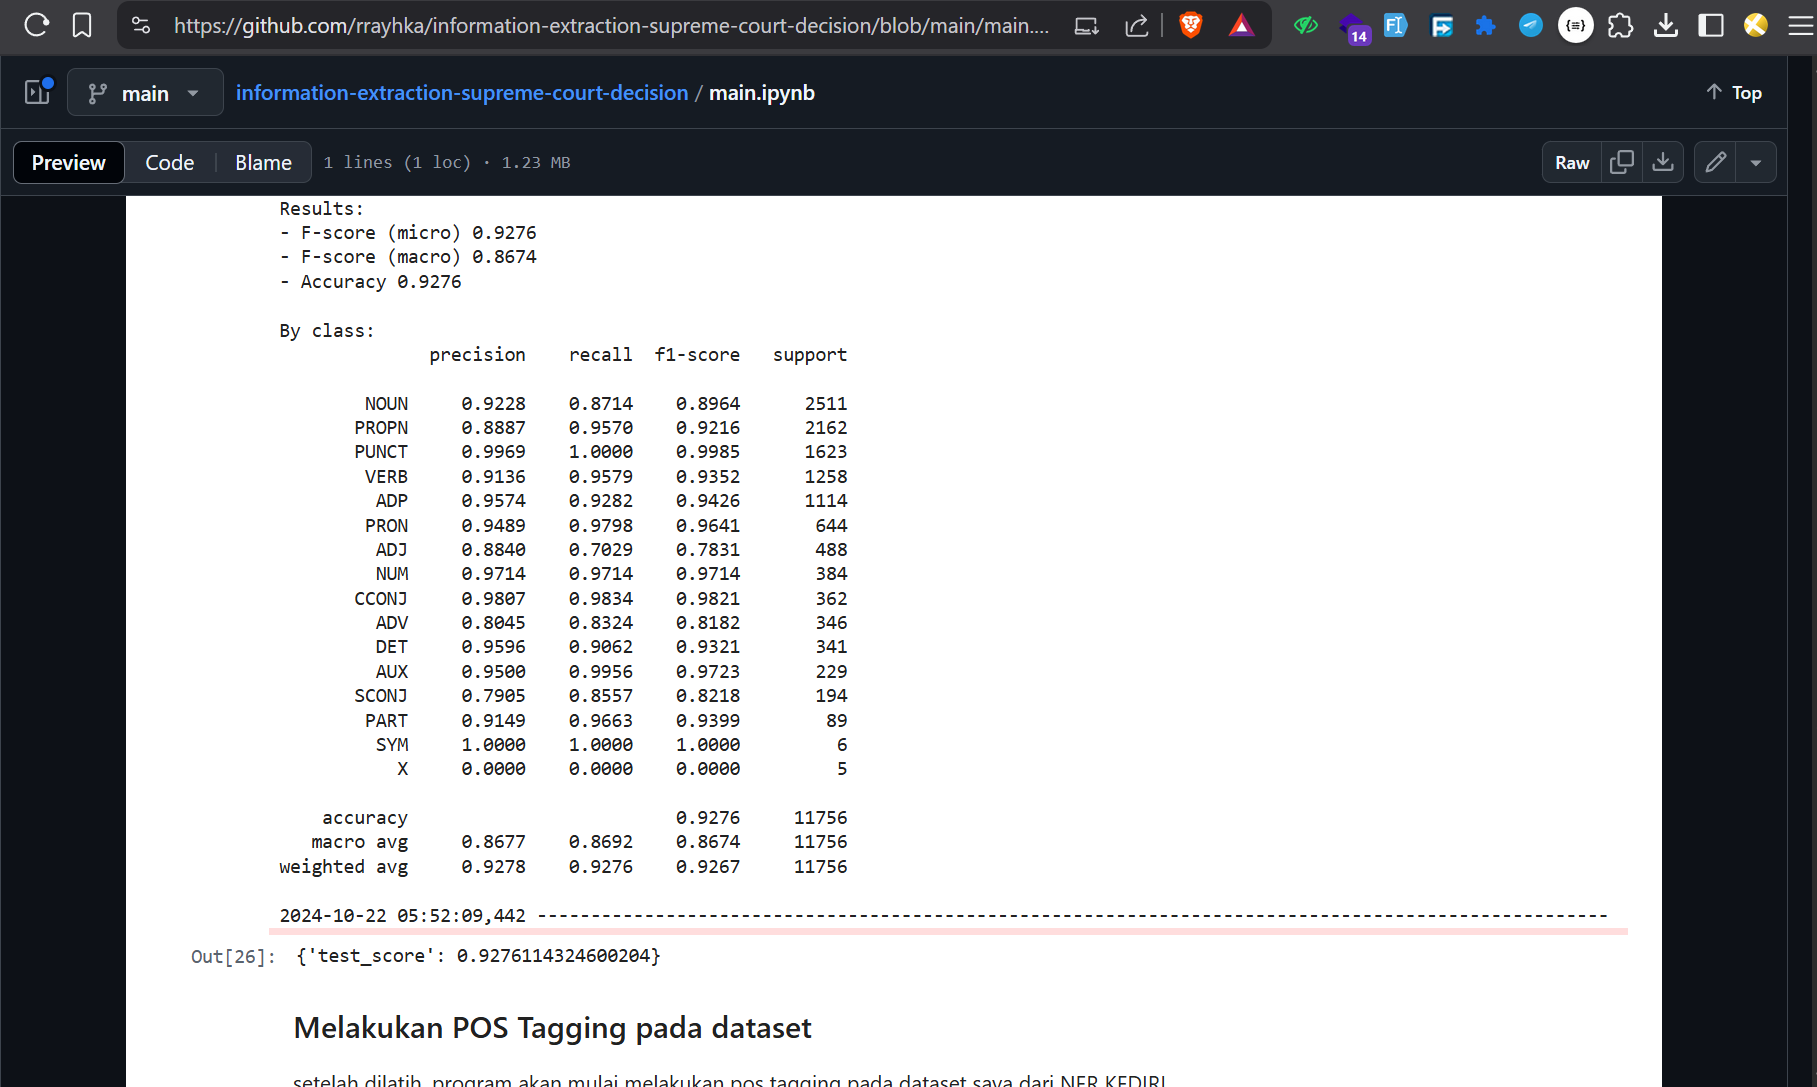 https://github.com/rrayhka/information-extraction-supreme-court-decision/blob/main/main....
14
main
information-extraction-supreme-court-decision / main.ipynb
Top
Preview Code Blame 1 lines (1 loc) · 1.23 MB
Raw
Results:
- F-score (micro) 0.9276
- F-score (macro) 0.8674
- Accuracy 0.9276
By class:
precision recall f1-score support
NOUN 0.9228 0.8714 0.8964 2511
PROPN 0.8887 0.9570 0.9216 2162
PUNCT 0.9969 1.0000 0.9985 1623
VERB 0.9136 0.9579 0.9352 1258
ADP 0.9574 0.9282 0.9426 1114
PRON 0.9489 0.9798 0.9641 644
ADJ 0.8840 0.7029 0.7831 488
NUM 0.9714 0.9714 0.9714 384
CCONJ 0.9807 0.9834 0.9821 362
ADV 0.8045 0.8324 0.8182 346
DET 0.9596 0.9062 0.9321 341
AUX 0.9500 0.9956 0.9723 229
SCONJ 0.7905 0.8557 0.8218 194
PART 0.9149 0.9663 0.9399 89
SYM 1.0000 1.0000 1.0000 6
X 0.0000 0.0000 0.0000 5
accuracy 0.9276 11756
macro avg 0.8677 0.8692 0.8674 11756
weighted avg 0.9278 0.9276 0.9267 11756
2024-10-22 05:52:09,442 ----------------------------------------------------------------------------------------------------
Out[26]: {'test_score': 0.9276114324600204}
Melakukan POS Tagging pada dataset
setelah dilatih, program akan mulai melakukan pos tagging pada dataset saya dari NER KEDIRI